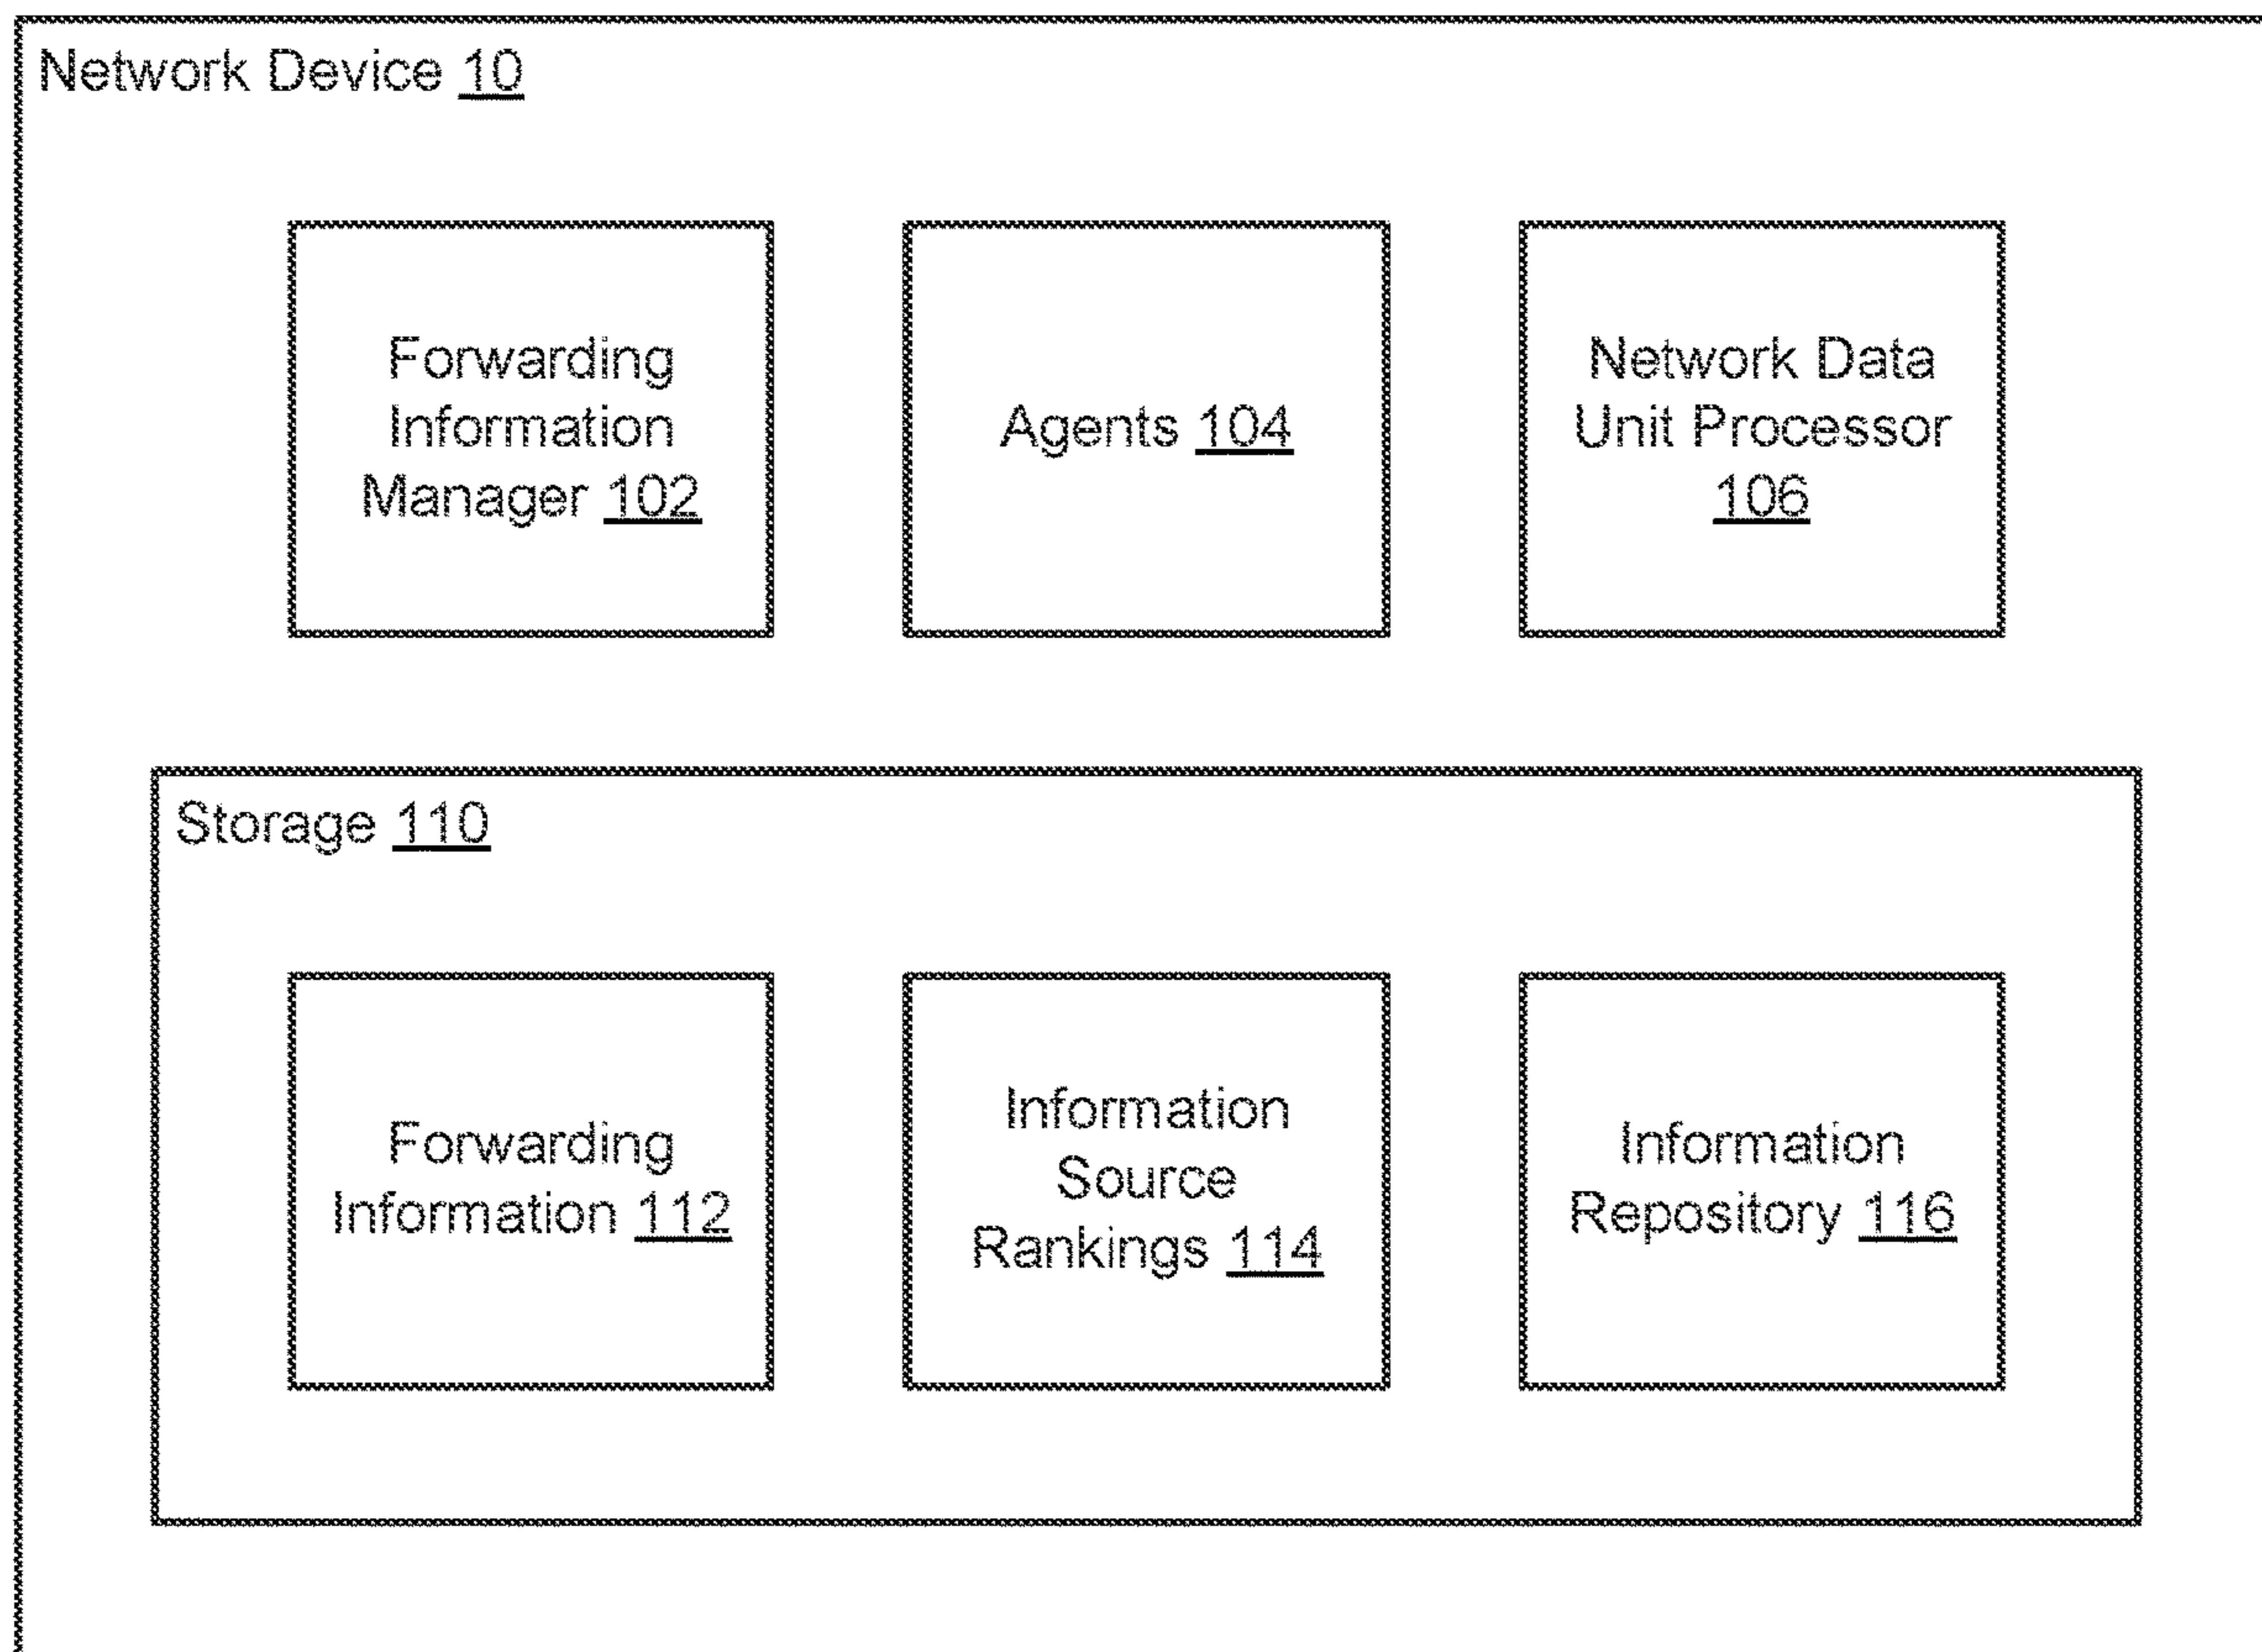 Network Device 10
Forwarding
Information
Manager 102
Agents 104
Network Data
Unit Processor
106
Storage 110
Forwarding
Information 112
Information
Source
Rankings 114
Information
Repository 116